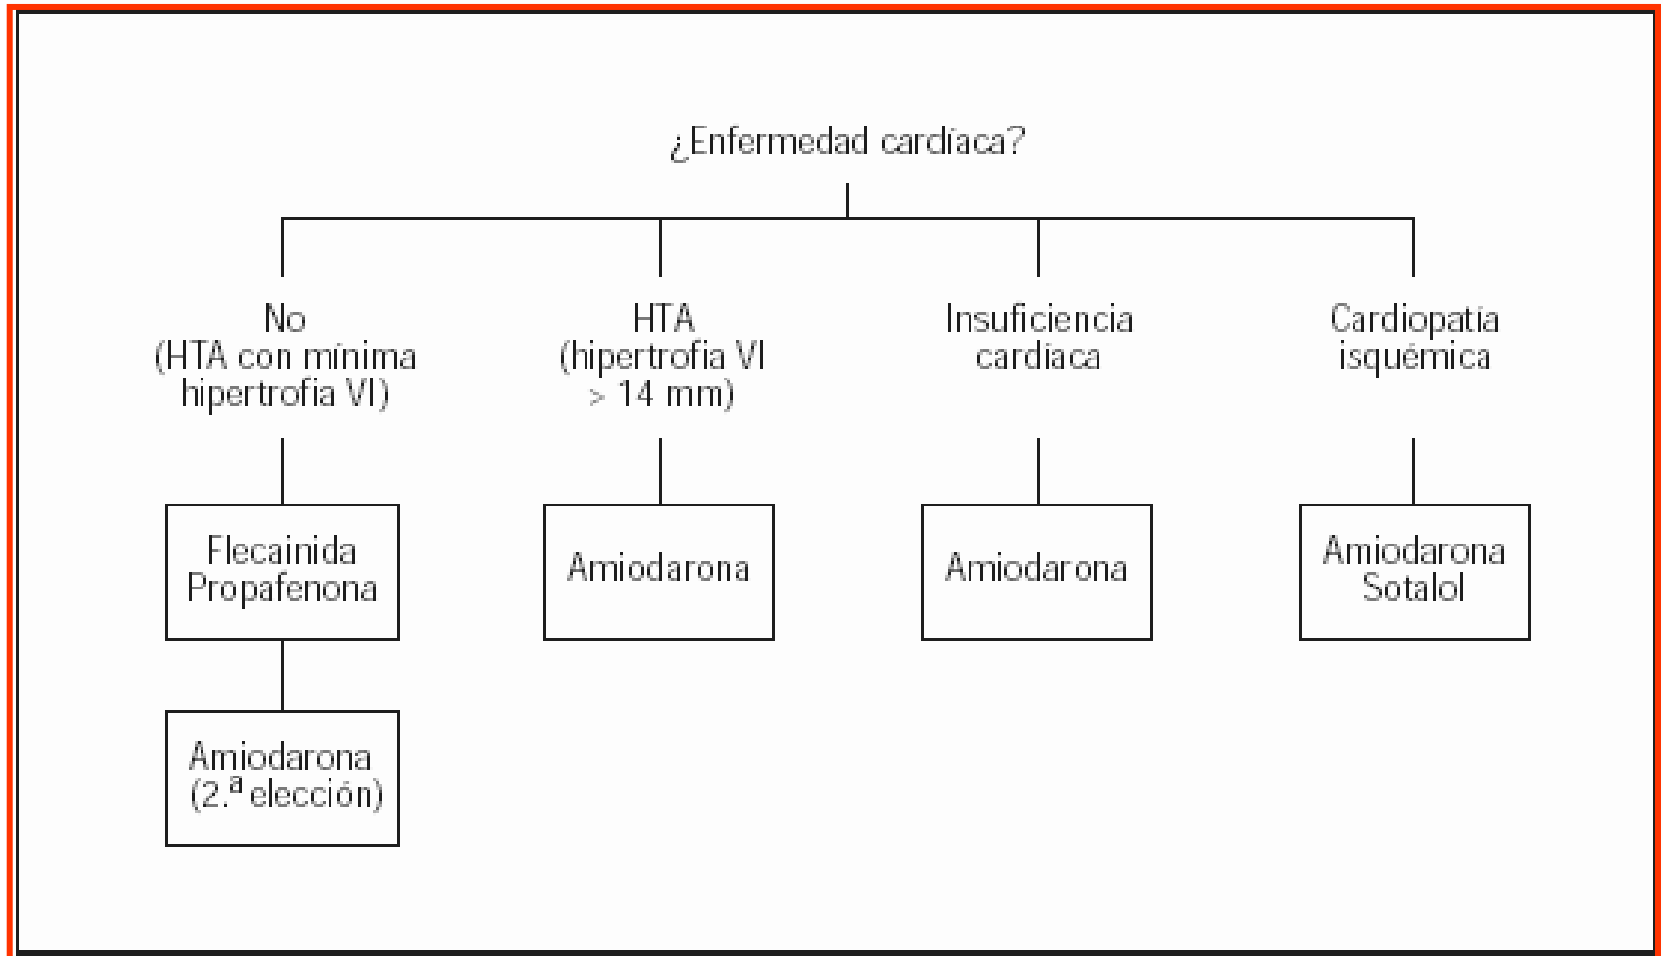 ¿Enfermedad cardíaca?
No
(HTA con mínima
hipertrofia VI)
HTA
(hipertrofia VI
> 14 mm)
Insuficiencia
cardíaca
Cardiopatía
isquémica
Flecainida
Propafenona
Amiodarona
Amiodarona
Amiodarona
Sotalol
Amiodarona
(2.ª elección)